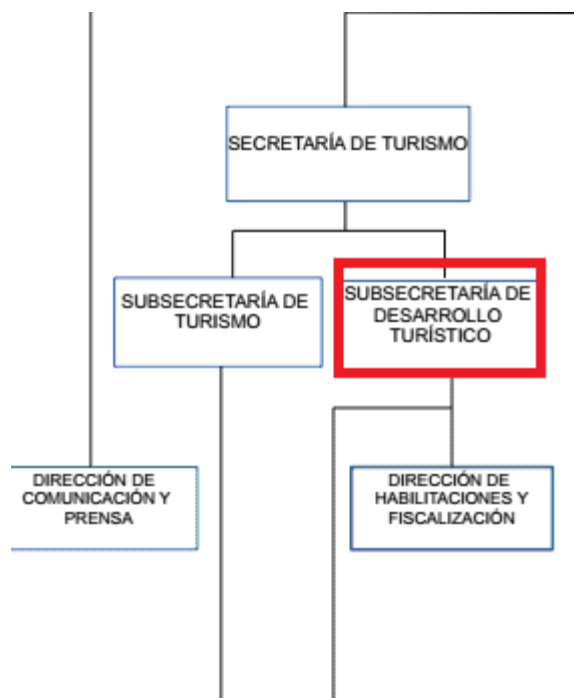 SECRETARÍA DE TURISMO
SUBSECRETARÍA DE
TURISMO
SUBSECRETARÍA DE
DESARROLLO
TURÍSTICO
DIRECCIÓN DE
COMUNICACIÓN Y
PRENSA
DIRECCIÓN DE
HABILITACIONES Y
FISCALIZACIÓN